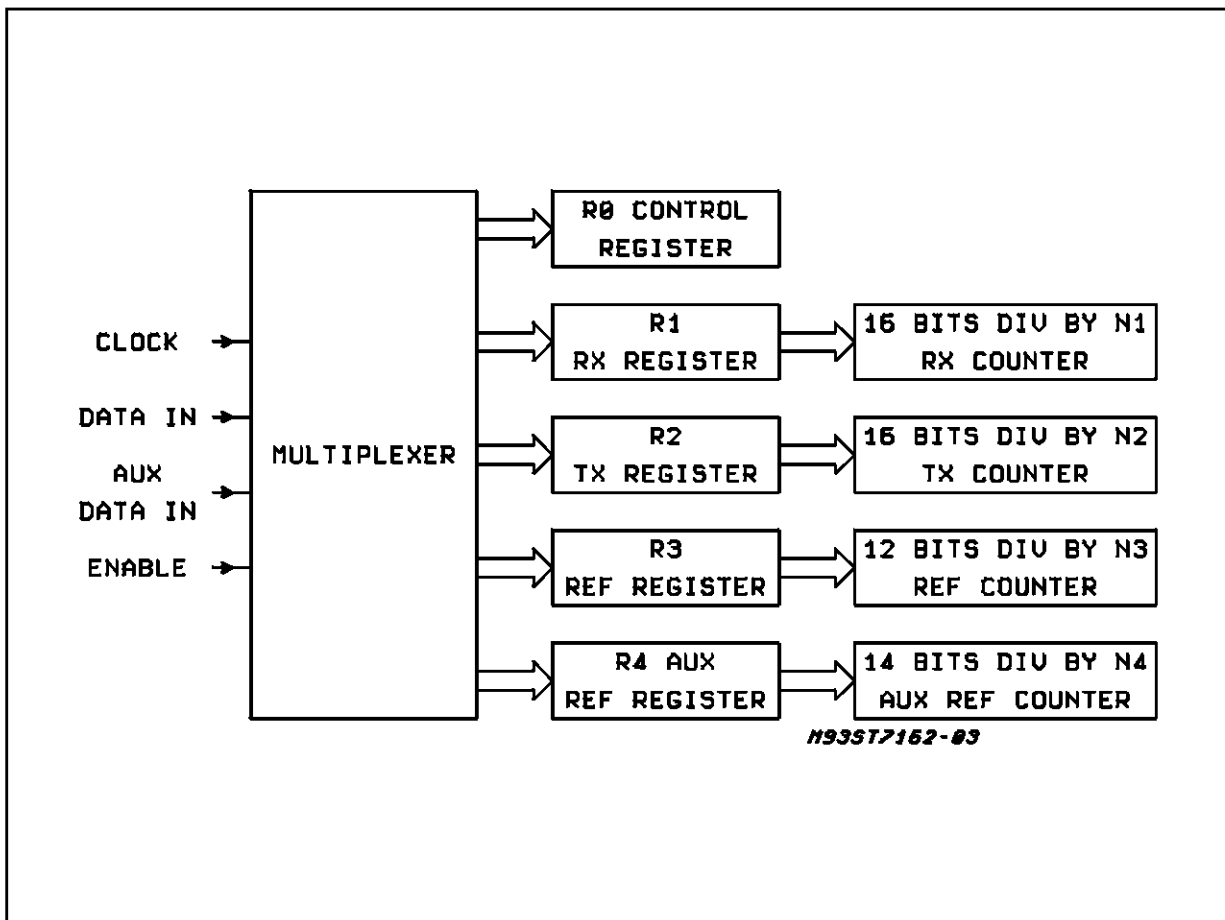 R0 CONTROL
REGISTER
CLOCK
DATA IN
AUX
DATA IN
ENABLE
MULTIPLEXER
R1
RX REGISTER
16 BITS DIV BY N1
RX COUNTER
R2
TX REGISTER
16 BITS DIV BY N2
TX COUNTER
R3
REF REGISTER
12 BITS DIV BY N3
REF COUNTER
R4 AUX
REF REGISTER
14 BITS DIV BY N4
AUX REF COUNTER
M93ST7162-03